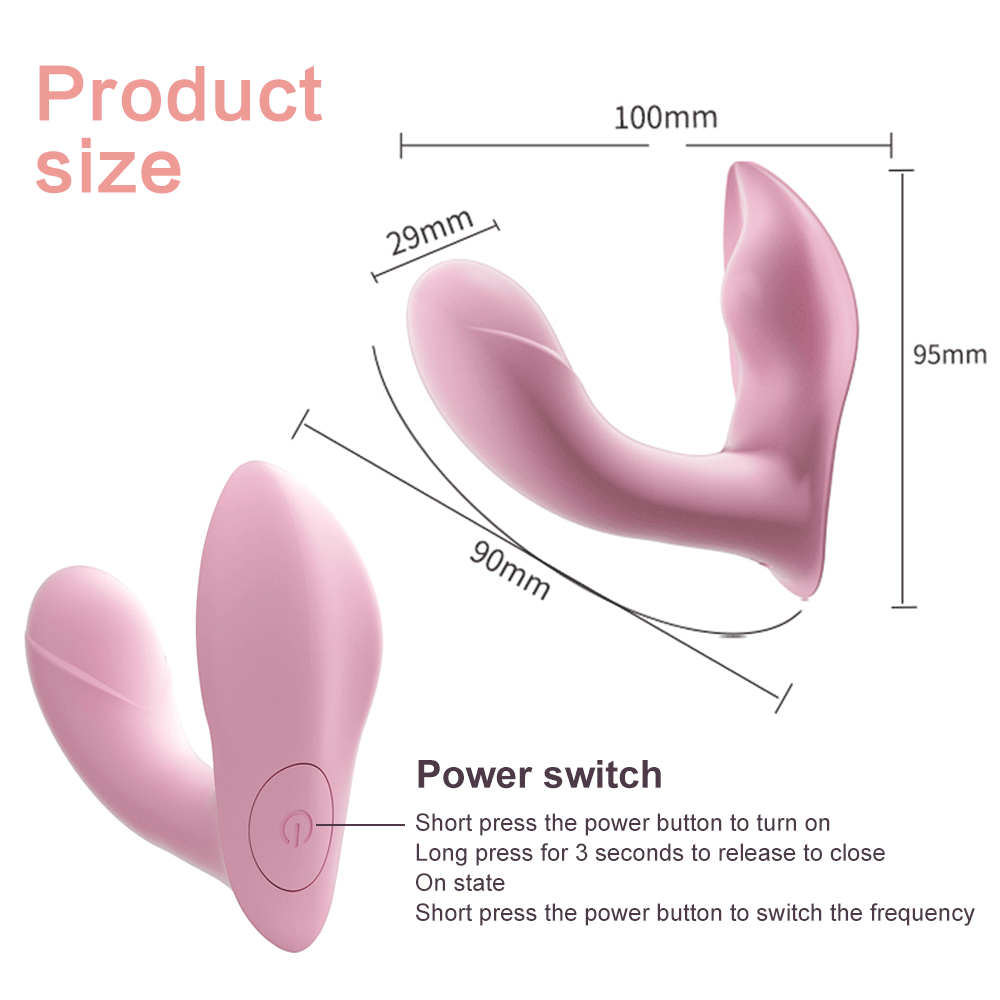 Product
size
100mm
29mm
95mm
90mm
Power switch
Short press the power button to turn on
Long press for 3 seconds to release to close
On state
Short press the power button to switch the frequency